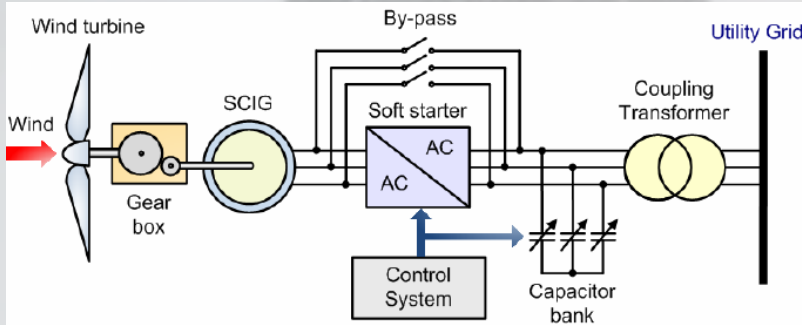 By-pass
Wind turbine
Utility Grid
SCIG
Soft starter
Coupling
Transformer
Wind
AC
AC
Gear
box
Control
System
Capacitor
bank